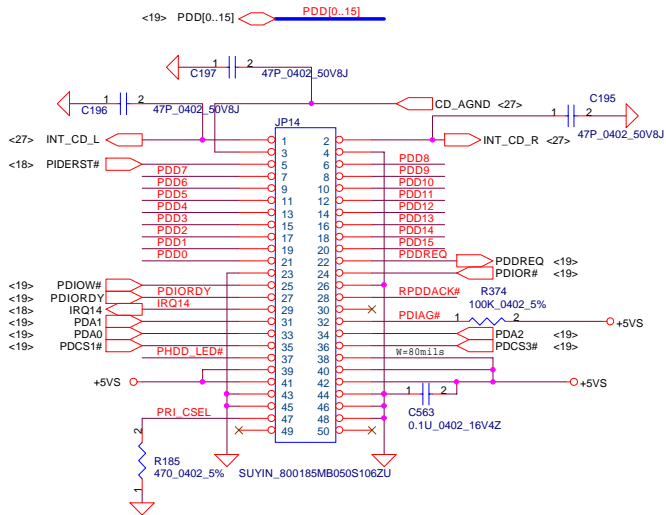 <19> PDD[0..15] PDD[0..15]
C197 1 2 47P_0402_50V8J
C196 1 2 47P_0402_50V8J
CD_AGND <27>
C195 1 2 47P_0402_50V8J
JP14
<27> INT_CD_L 1 2 INT_CD_R <27>
3 4
<18> PIDERST# 5 6 PDD8
PDD7 7 8 PDD9
PDD6 9 10 PDD10
PDD5 11 12 PDD11
PDD4 13 14 PDD12
PDD3 15 16 PDD13
PDD2 17 18 PDD14
PDD1 19 20 PDD15
PDD0 21 22 PDDREQ PDDREQ <19>
23 24 PDIOR# <19>
<19> PDIOW# 25 26
<19> PDIORDY PDIORDY 27 28 RPDDACK#
<18> IRQ14 IRQ14 29 30
R374
100K_0402_5%
<19> PDA1 31 32 PDIAG# 1 2 +5VS
<19> PDA0 33 34 PDA2 <19>
<19> PDCS1# 35 36 PDCS3# <19>
PHDD_LED# 37 38 W=80mils
39 40
+5VS 41 42 +5VS
43 44 1 2
45 46 C563
PRI_CSEL 47 48 0.1U_0402_16V4Z
49 50
2
R185
470_0402_5%
1
SUYIN_800185MB050S106ZU